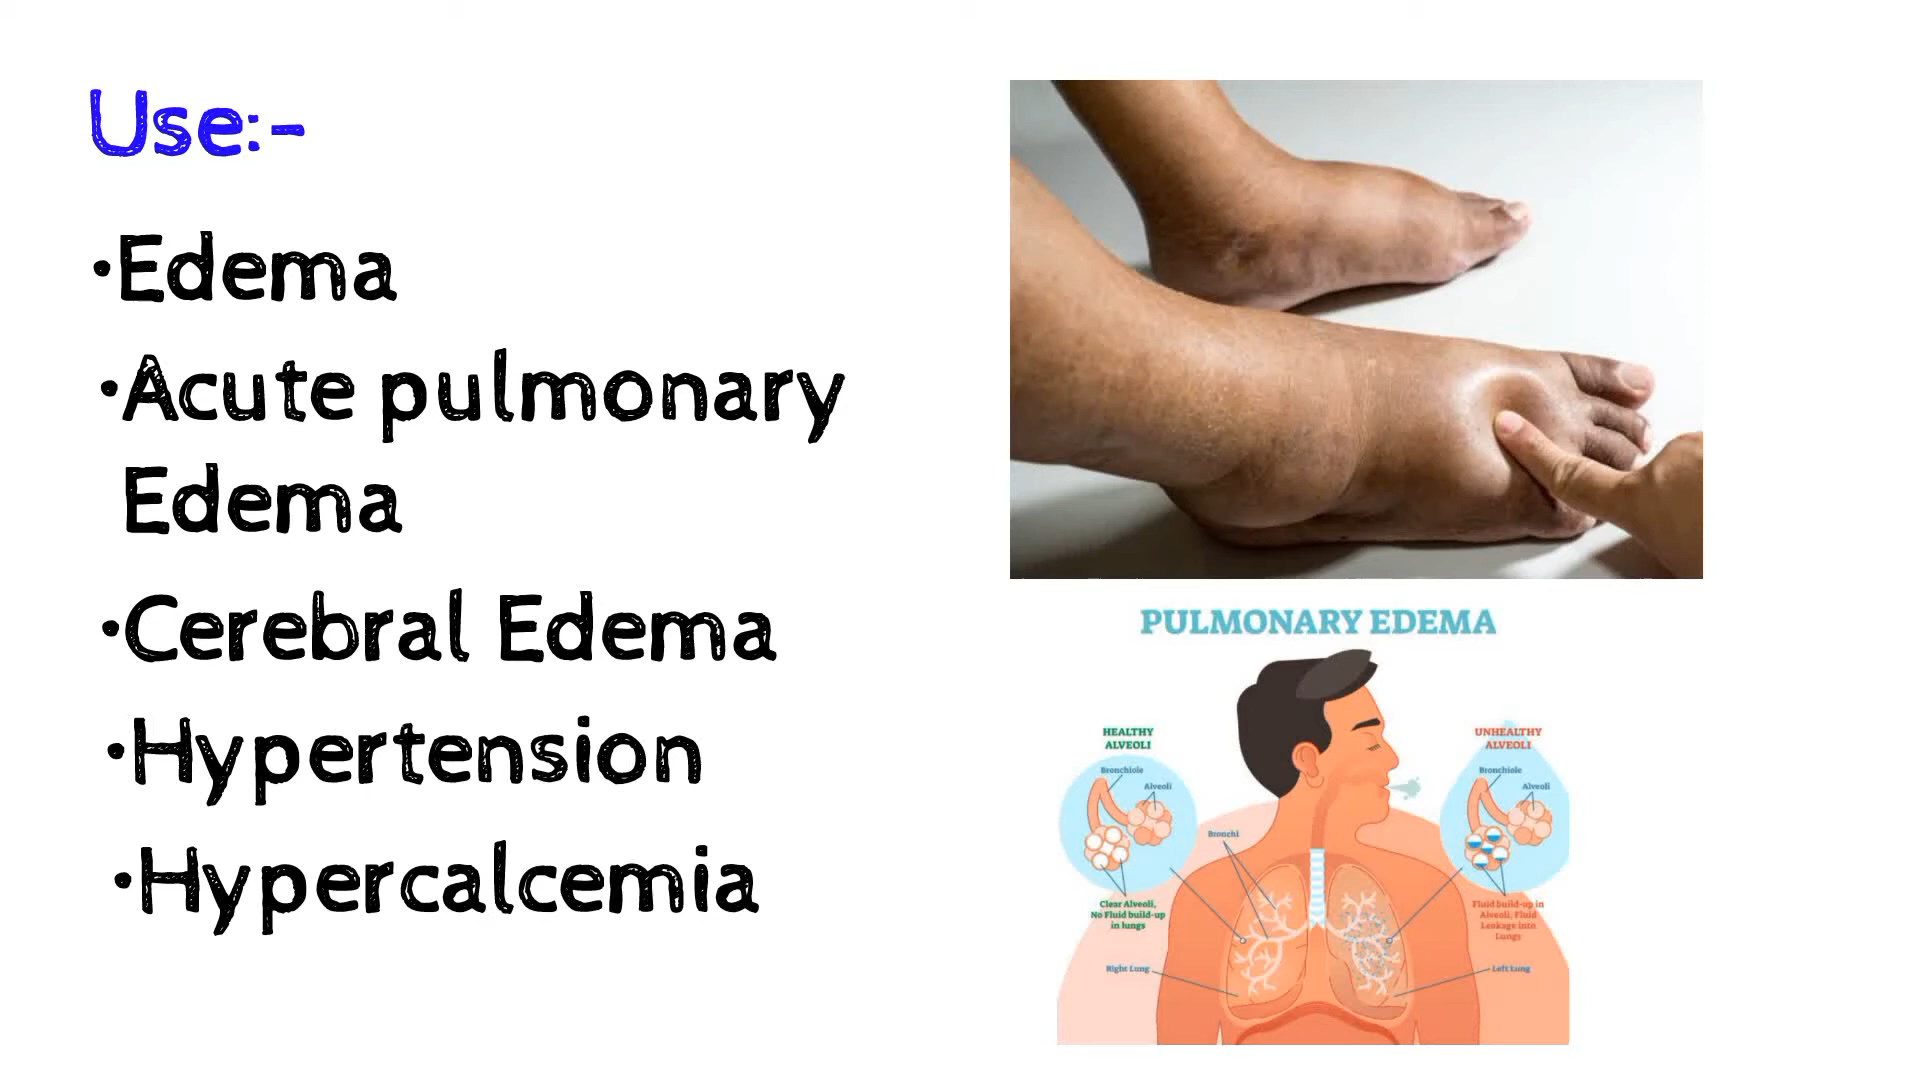 Use:-
•Edema
•Acute pulmonary
Edema
•Cerebral Edema
•Hypertension
•Hypercalcemia
PULMONARY EDEMA
HEALTHY
ALVEOLI
Bronchiole
Alveoli
Clear Alveoli,
No Fluid build-up
in lungs
Bronchi
Right Lung
UNHEALTHY
ALVEOLI
Bronchiole
Alveoli
Fluid build-up in
Alveoli, Fluid
Leakage into
Lungs
Left Lung